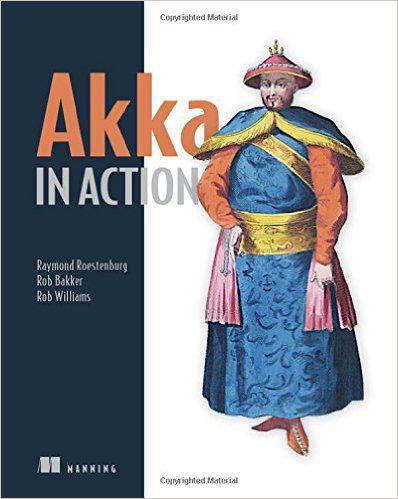 Copyrighted Material
Akka
IN ACTION
Raymond Roestenburg
Rob Bakker
Rob Williams
MANNING
Copyrighted Material